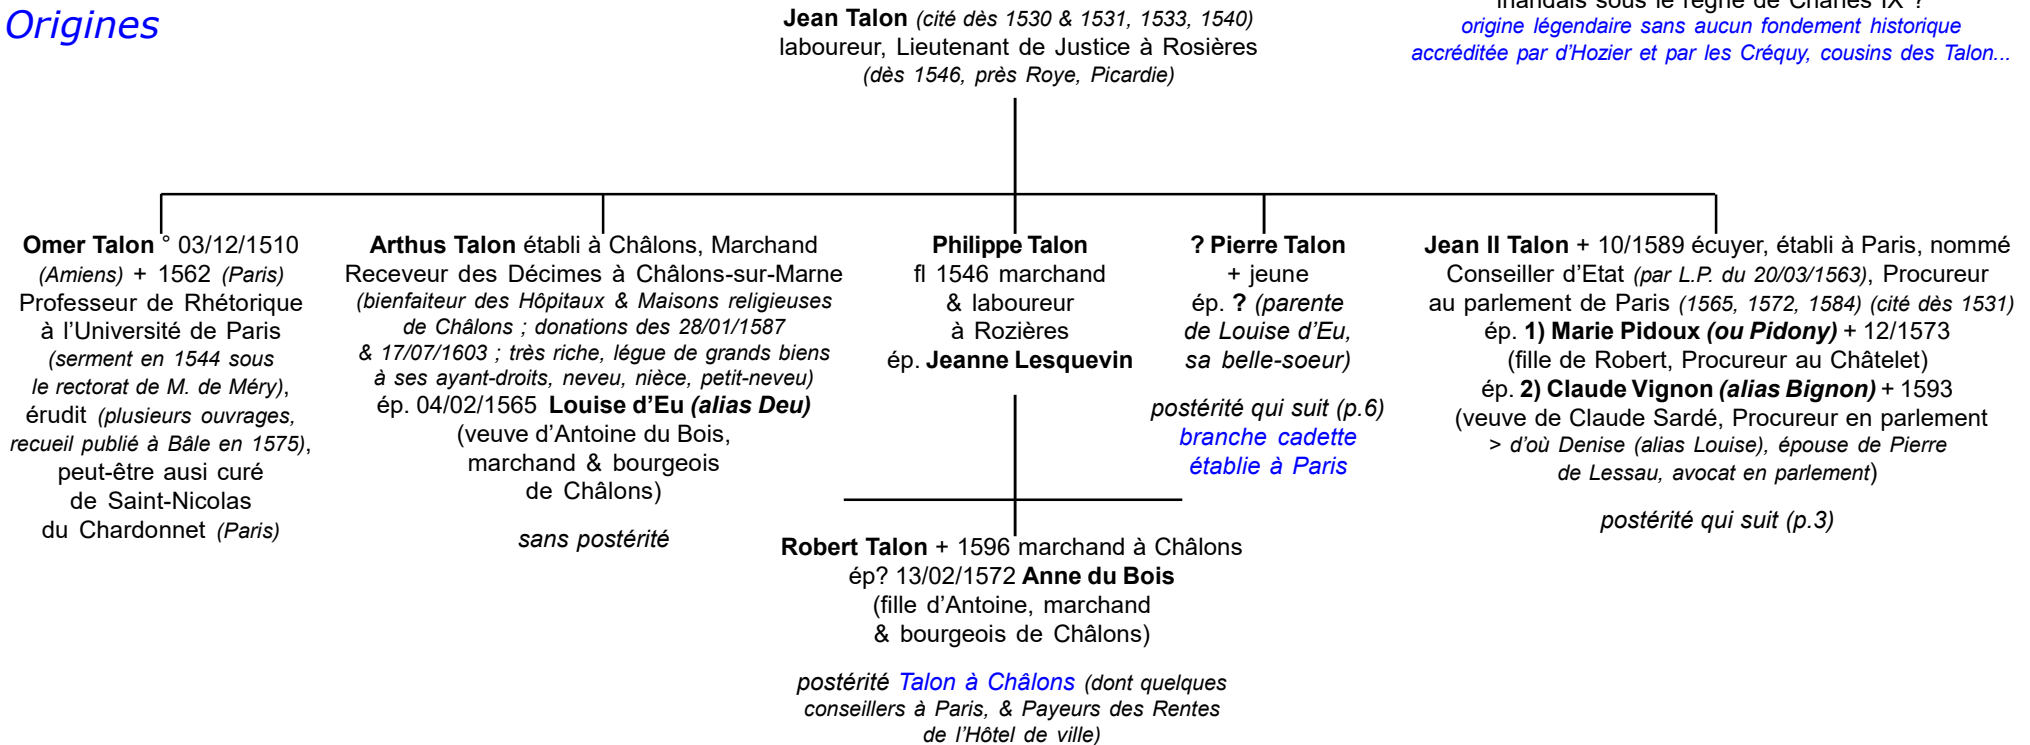 Origines
Jean Talon (cité dès 1530 & 1531, 1533, 1540)
laboureur, Lieutenant de Justice à Rosières
(dès 1546, près Roye, Picardie)
irlandais sous le règne de Charles IX ?
origine légendaire sans aucun fondement historique
accréditée par d’Hozier et par les Créquy, cousins des Talon...
Omer Talon ° 03/12/1510
(Amiens) + 1562 (Paris)
Professeur de Rhétorique
à l’Université de Paris
(serment en 1544 sous
le rectorat de M. de Méry),
érudit (plusieurs ouvrages,
recueil publié à Bâle en 1575),
peut-être ausi curé
de Saint-Nicolas
du Chardonnet (Paris)
Arthus Talon établi à Châlons, Marchand
Receveur des Décimes à Châlons-sur-Marne
(bienfaiteur des Hôpitaux & Maisons religieuses
de Châlons ; donations des 28/01/1587
& 17/07/1603 ; très riche, légue de grands biens
à ses ayant-droits, neveu, nièce, petit-neveu)
ép. 04/02/1565 Louise d’Eu (alias Deu)
(veuve d’Antoine du Bois,
marchand & bourgeois
de Châlons)
sans postérité
Philippe Talon
fl 1546 marchand
& laboureur
à Rozières
ép. Jeanne Lesquevin
? Pierre Talon
+ jeune
ép. ? (parente
de Louise d’Eu,
sa belle-soeur)
postérité qui suit (p.6)
branche cadette
établie à Paris
Jean II Talon + 10/1589 écuyer, établi à Paris, nommé
Conseiller d’Etat (par L.P. du 20/03/1563), Procureur
au parlement de Paris (1565, 1572, 1584) (cité dès 1531)
ép. 1) Marie Pidoux (ou Pidony) + 12/1573
(fille de Robert, Procureur au Châtelet)
ép. 2) Claude Vignon (alias Bignon) + 1593
(veuve de Claude Sardé, Procureur en parlement
> d’où Denise (alias Louise), épouse de Pierre
de Lessau, avocat en parlement)
postérité qui suit (p.3)
Robert Talon + 1596 marchand à Châlons
ép? 13/02/1572 Anne du Bois
(fille d’Antoine, marchand
& bourgeois de Châlons)
postérité Talon à Châlons (dont quelques
conseillers à Paris, & Payeurs des Rentes
de l’Hôtel de ville)